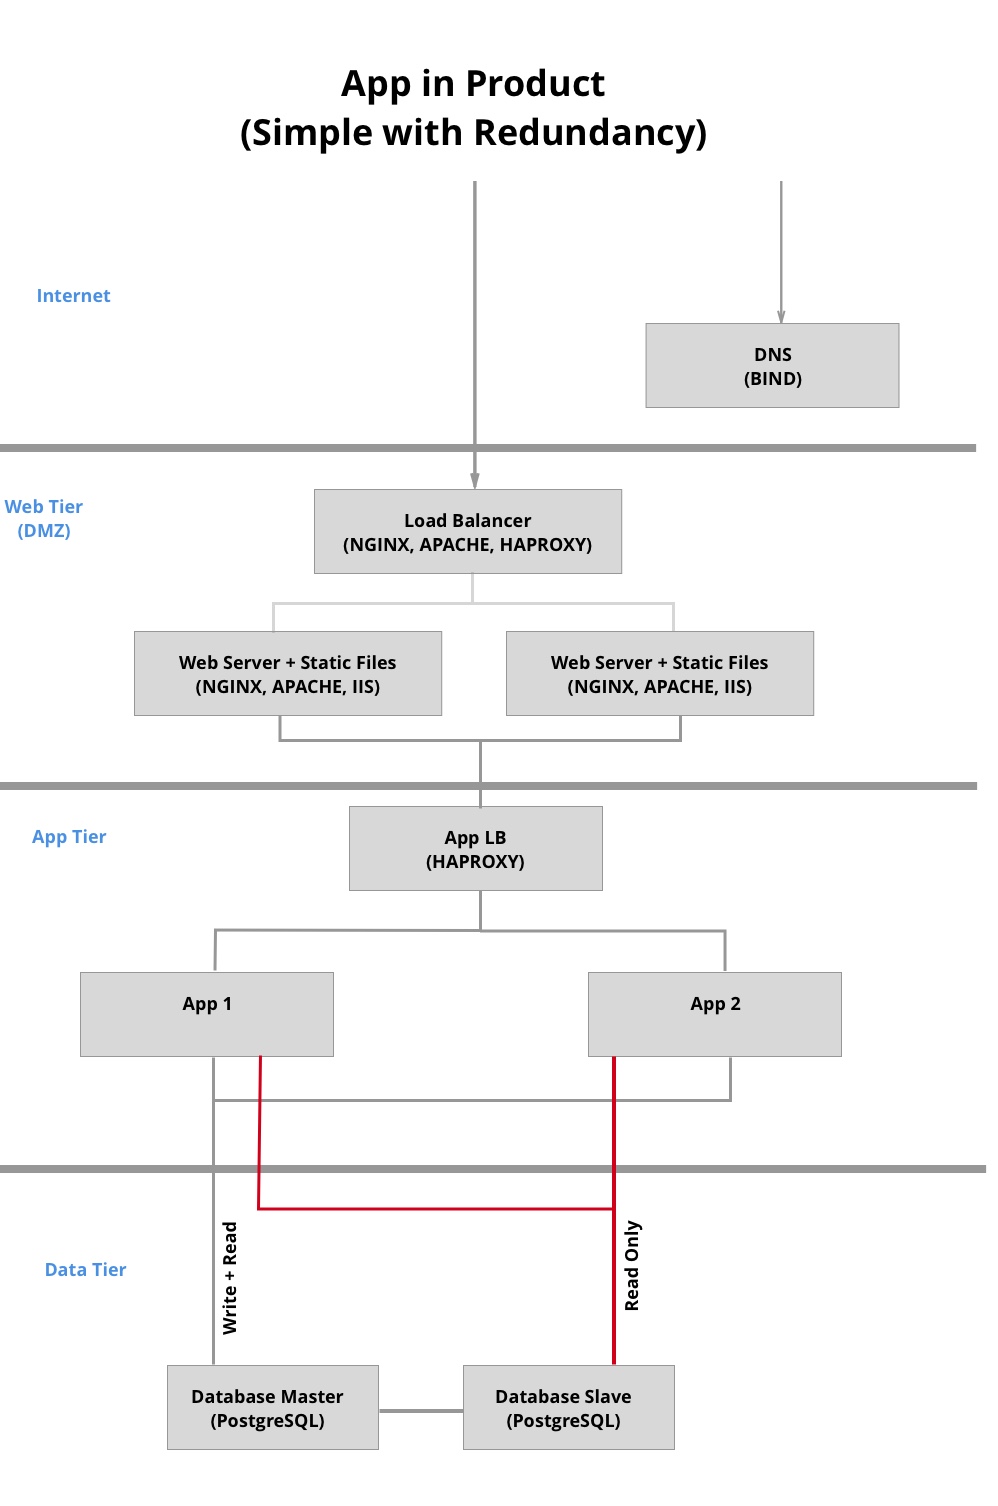 App in Product
(Simple with Redundancy)
Internet
DNS
(BIND)
Web Tier
(DMZ)
Load Balancer
(NGINX, APACHE, HAPROXY)
Web Server + Static Files
(NGINX, APACHE, IIS)
Web Server + Static Files
(NGINX, APACHE, IIS)
App Tier
App LB
(HAPROXY)
App 1
App 2
Data Tier
Write + Read
Read Only
Database Master
(PostgreSQL)
Database Slave
(PostgreSQL)